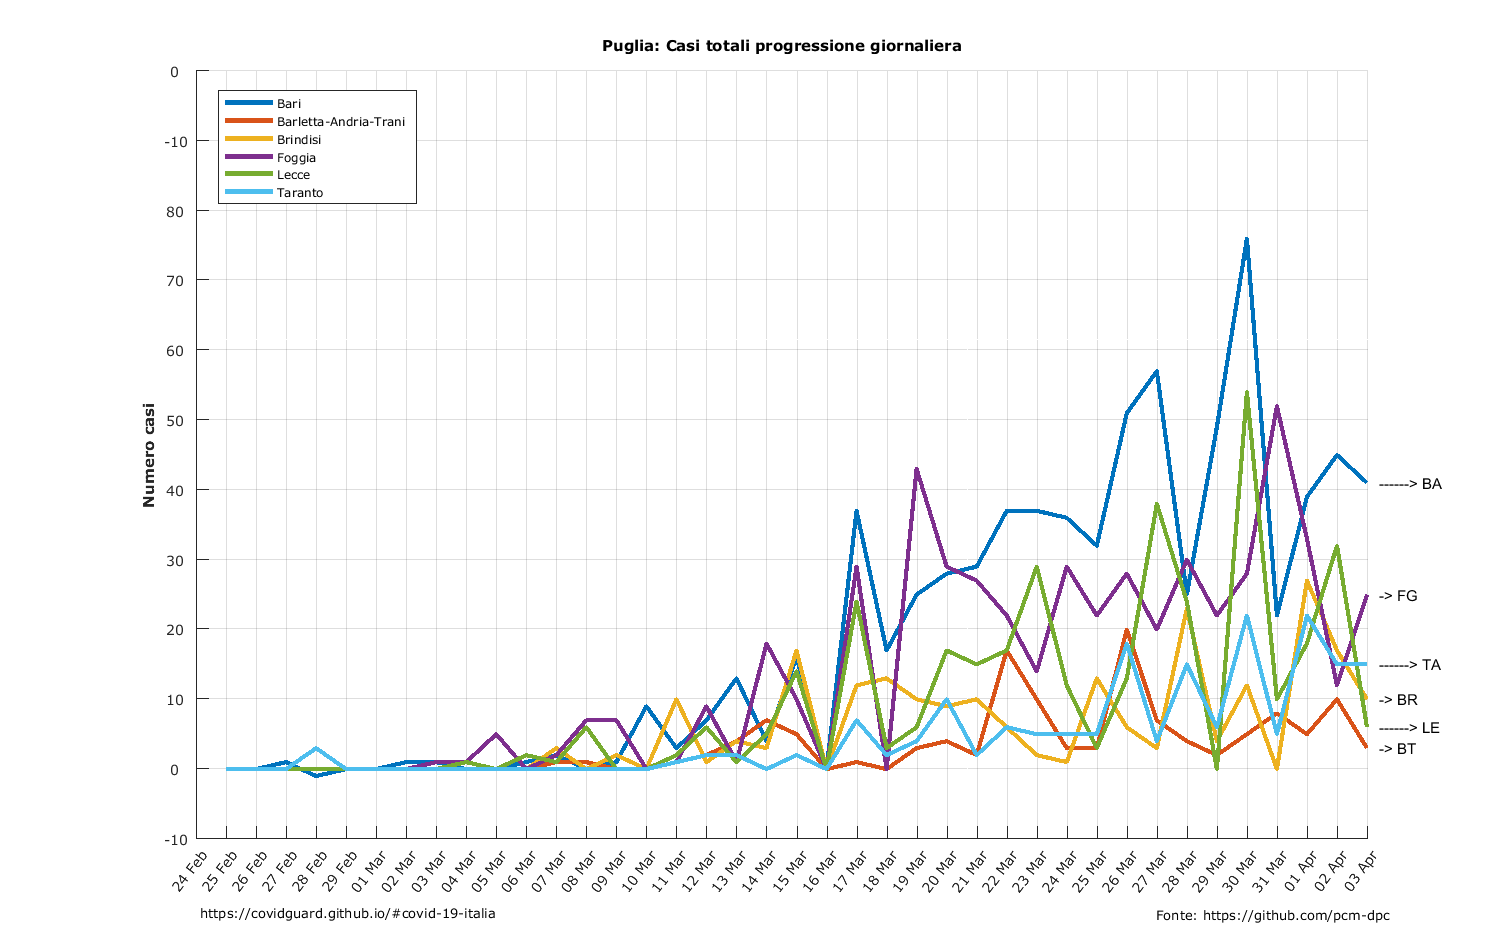 Puglia: Casi totali progressione giornaliera
0
-10
80
70
60
50
40
30
20
10
0
-10
Numero casi
Bari
Barletta-Andria-Trani
Brindisi
Foggia
Lecce
Taranto
------> BA
-> FG
------> TA
-> BR
------> LE
-> BT
24 Feb
25 Feb
26 Feb
27 Feb
28 Feb
29 Feb
01 Mar
02 Mar
03 Mar
04 Mar
05 Mar
06 Mar
07 Mar
08 Mar
09 Mar
10 Mar
11 Mar
12 Mar
13 Mar
14 Mar
15 Mar
16 Mar
17 Mar
18 Mar
19 Mar
20 Mar
21 Mar
22 Mar
23 Mar
24 Mar
25 Mar
26 Mar
27 Mar
28 Mar
29 Mar
30 Mar
31 Mar
01 Apr
02 Apr
03 Apr
https://covidguard.github.io/#covid-19-italia
Fonte: https://github.com/pcm-dpc